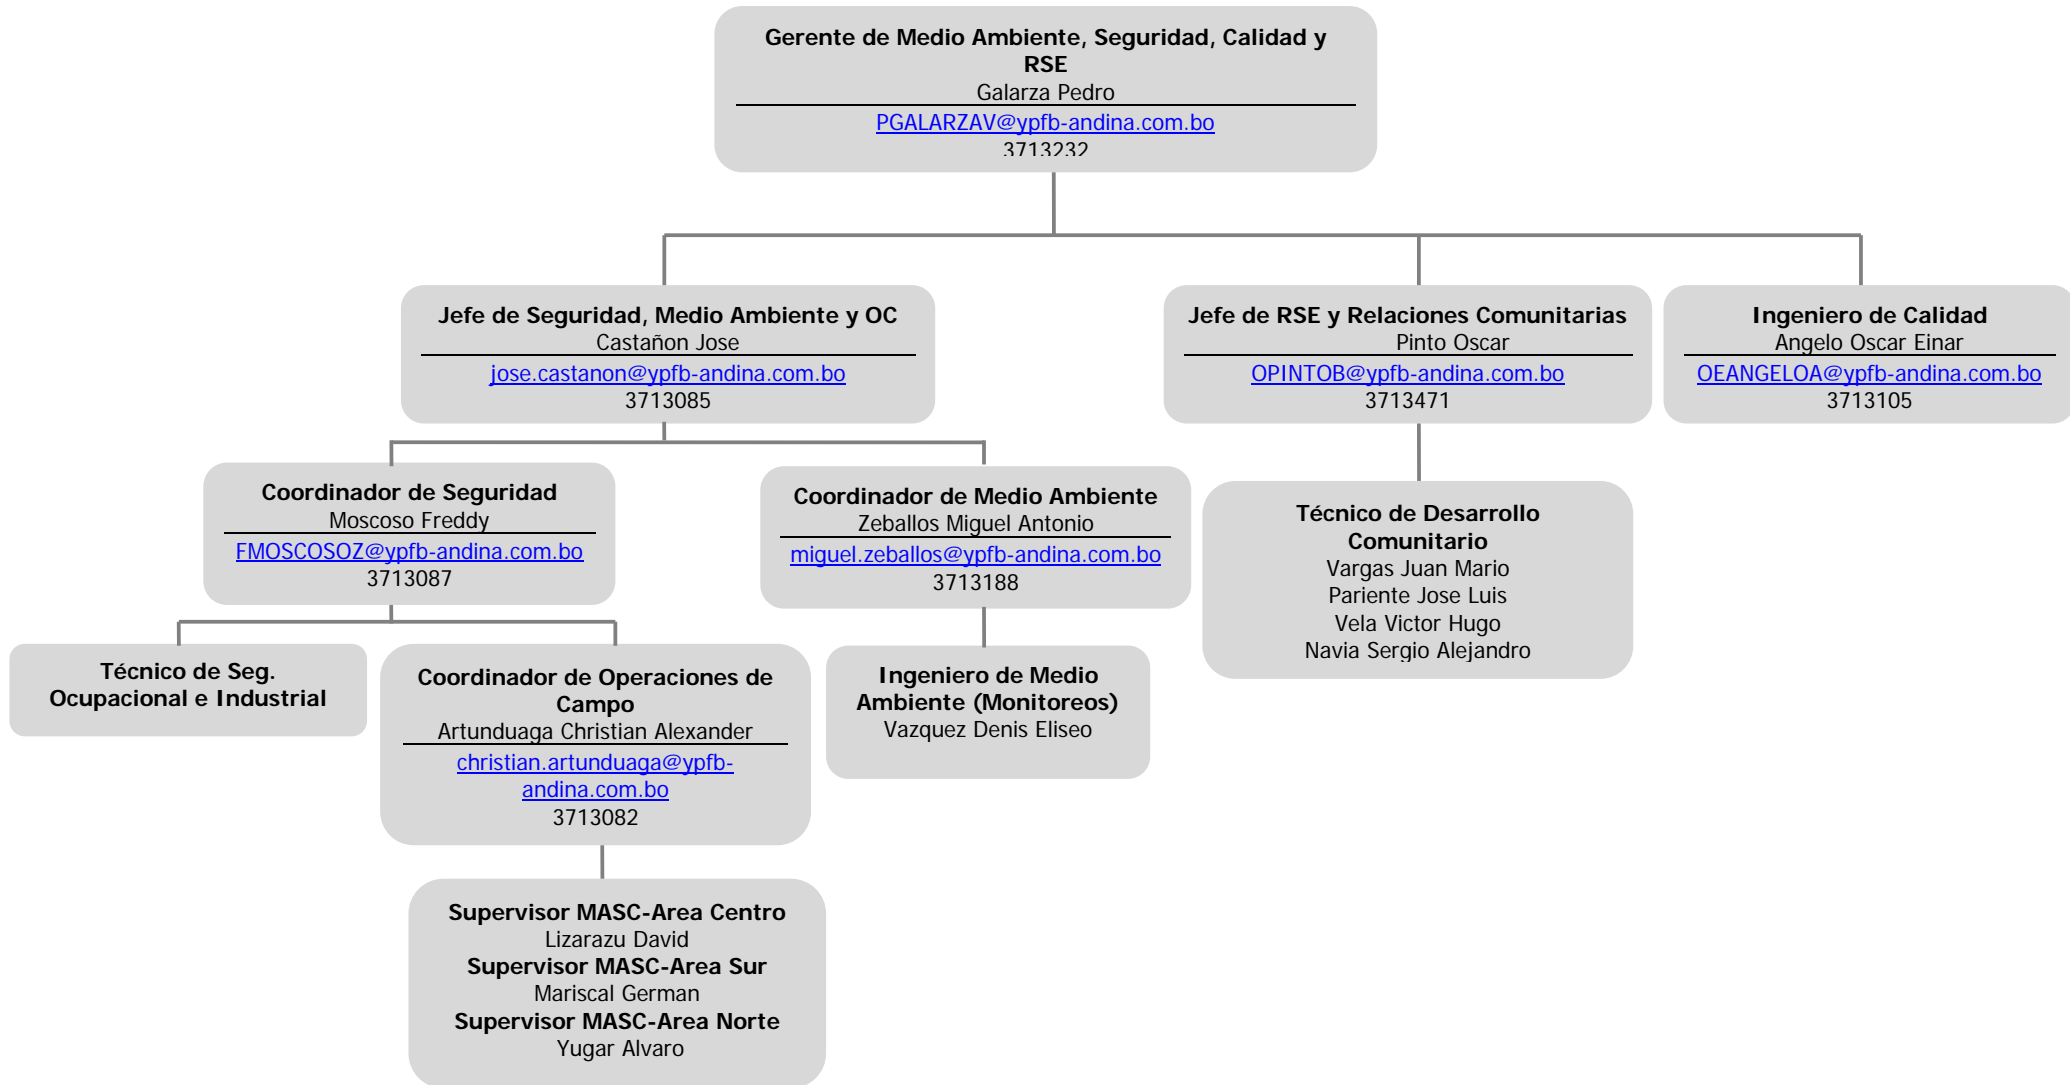 Gerente de Medio Ambiente, Seguridad, Calidad y
RSE
Galarza Pedro
PGALARZAV@ypfb-andina.com.bo
3713232
Jefe de Seguridad, Medio Ambiente y OC
Castañon Jose
jose.castanon@ypfb-andina.com.bo
3713085
Jefe de RSE y Relaciones Comunitarias
Pinto Oscar
OPINTOB@ypfb-andina.com.bo
3713471
Ingeniero de Calidad
Angelo Oscar Einar
OEANGELOA@ypfb-andina.com.bo
3713105
Coordinador de Seguridad
Moscoso Freddy
FMOSCOSOZ@ypfb-andina.com.bo
3713087
Coordinador de Medio Ambiente
Zeballos Miguel Antonio
miguel.zeballos@ypfb-andina.com.bo
3713188
Técnico de Desarrollo
Comunitario
Vargas Juan Mario
Pariente Jose Luis
Vela Victor Hugo
Navia Sergio Alejandro
Técnico de Seg.
Ocupacional e Industrial
Coordinador de Operaciones de
Campo
Artunduaga Christian Alexander
christian.artunduaga@ypfb-
andina.com.bo
3713082
Ingeniero de Medio
Ambiente (Monitoreos)
Vazquez Denis Eliseo
Supervisor MASC-Area Centro
Lizarazu David
Supervisor MASC-Area Sur
Mariscal German
Supervisor MASC-Area Norte
Yugar Alvaro